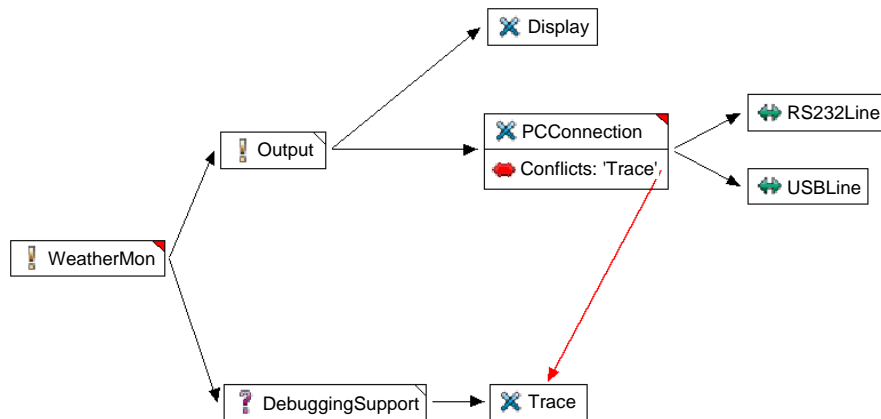 Display
PCConnection
Conflicts: 'Trace'
RS232Line
USBLine
Output
WeatherMon
DebuggingSupport
Trace